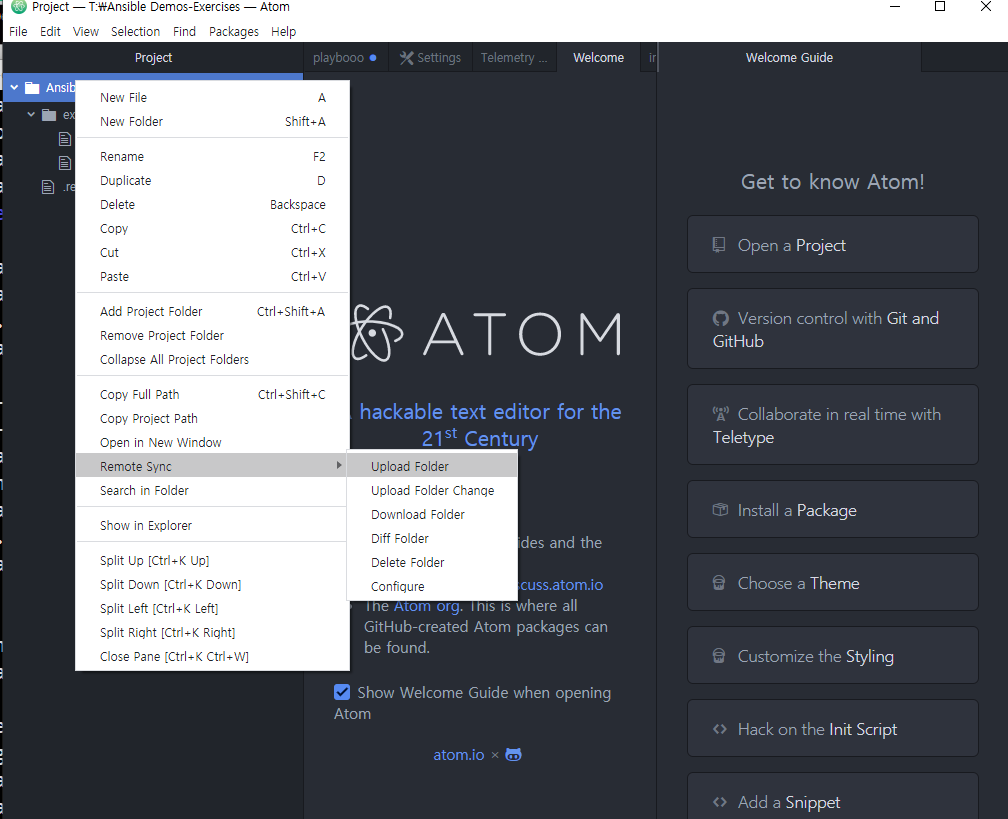 Project — T:₩Ansible Demos-Exercises — Atom
File Edit View Selection Find Packages Help
Project
playbooo
Settings
Telemetry ...
Welcome
Welcome Guide
Ansib
ex
.re
New File A
New Folder Shift+A
Rename F2
Duplicate D
Delete Backspace
Copy Ctrl+C
Cut Ctrl+X
Paste Ctrl+V
Add Project Folder Ctrl+Shift+A
Remove Project Folder
Collapse All Project Folders
Copy Full Path Ctrl+Shift+C
Copy Project Path
Open in New Window
Remote Sync
Search in Folder
Show in Explorer
Split Up [Ctrl+K Up]
Split Down [Ctrl+K Down]
Split Left [Ctrl+K Left]
Split Right [Ctrl+K Right]
Close Pane [Ctrl+K Ctrl+W]
Upload Folder
Upload Folder Change
Download Folder
Diff Folder
Delete Folder
Configure
ATOM
hackable text editor for the
21st Century
ides and the
scuss.atom.io
The Atom org. This is where all
GitHub-created Atom packages can
be found.
Show Welcome Guide when opening
Atom
atom.io ×
Get to know Atom!
Open a Project
Version control with Git and
GitHub
Collaborate in real time with
Teletype
Install a Package
Choose a Theme
Customize the Styling
Hack on the Init Script
Add a Snippet